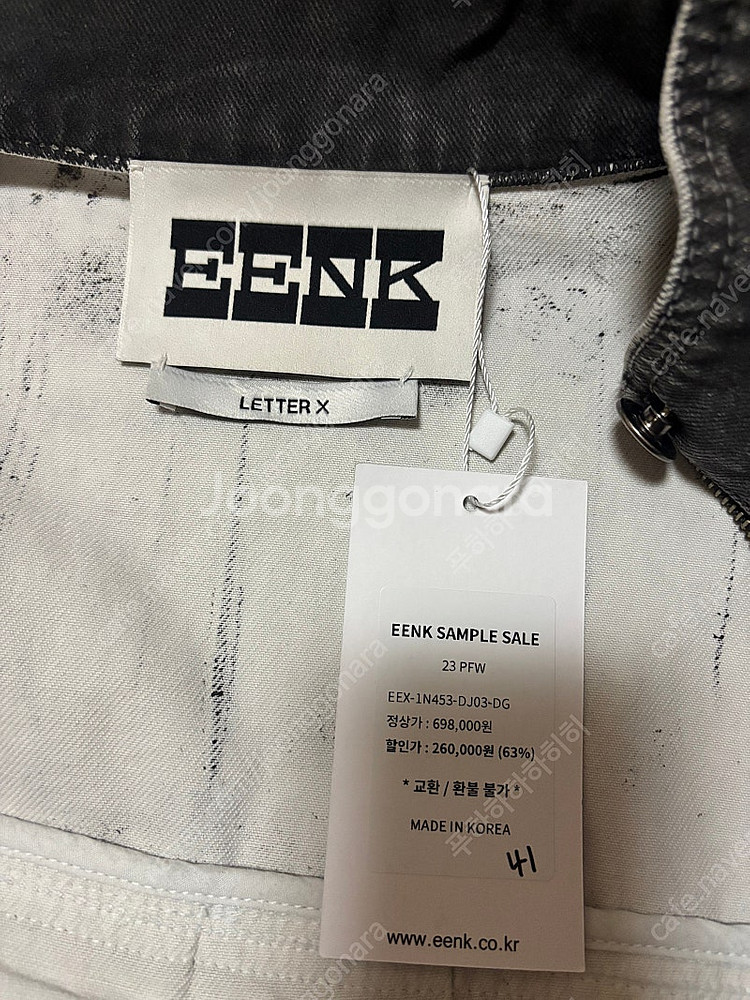 EENK
LETTER X
Joonggonara
EENK SAMPLE SALE
23 PFW
EEX-1N453-DJ03-DG
정상가 : 698,000원
할인가 : 260,000원 (63%)
* 교환 / 환불 불가 *
MADE IN KOREA
41
www.eenk.co.kr